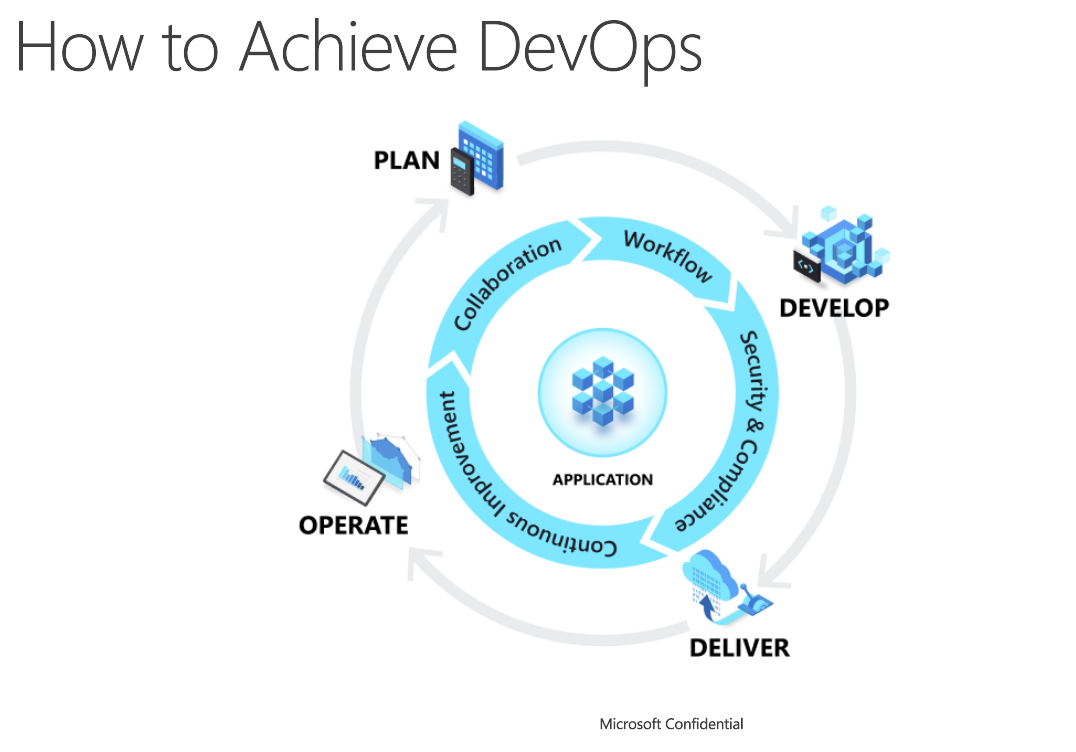 How to Achieve DevOps
PLAN
DEVELOP
DELIVER
OPERATE
Collaboration
Workflow
Security & Compliance
Continuous Improvement
APPLICATION
Microsoft Confidential